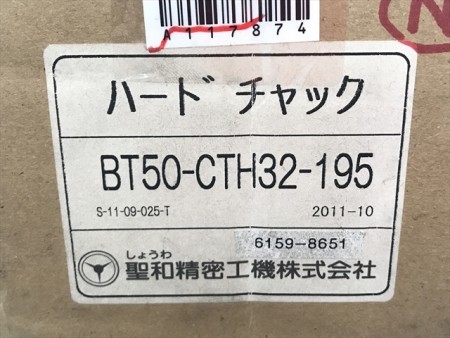 A117874
N
ハード チャック
BT50-CTH32-195
S-11-09-025-T
2011-10
6159-8651
しょうわ
聖和精密工機株式会社